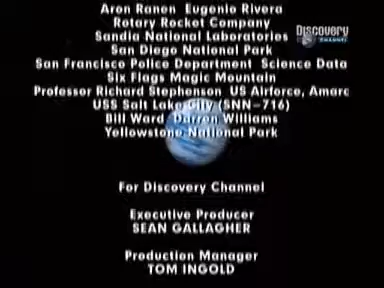 Aron Ranen Eugenio Rivera
Rotary Rocket Company
Discovery
CHANNEL
Sandia National Laboratories
San Diego National Park
San Francisco Police Department Science Data
Six Flags Magic Mountain
Professor Richard Stephenson US Airforce, Amarc
USS Salt Lake City (SNN-716)
Bill Ward Darren Williams
Yellowstone National Park
For Discovery Channel
Executive Producer
SEAN GALLAGHER
Production Manager
TOM INGOLD